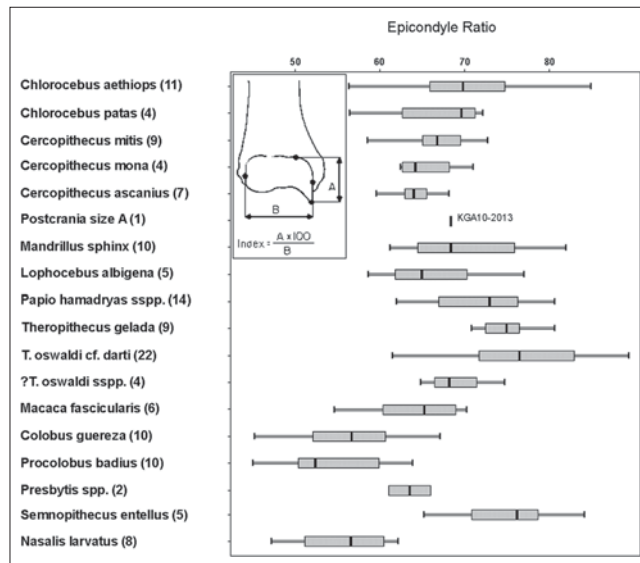 Epicondyle Ratio
50 60 70 80
Chlorocebus aethiops (11)
Chlorocebus patas (4)
Cercopithecus mitis (9)
Cercopithecus mona (4)
Cercopithecus ascanius (7)
Postcrania size A (1)
Mandrillus sphinx (10)
Lophocebus albigena (5)
Papio hamadryas sspp. (14)
Theropithecus gelada (9)
T. oswaldi cf. darti (22)
?T. oswaldi sspp. (4)
Macaca fascicularis (6)
Colobus guereza (10)
Procolobus badius (10)
Presbytis spp. (2)
Semnopithecus entellus (5)
Nasalis larvatus (8)
A
B
Index = A x 100
B
KGA10-2013